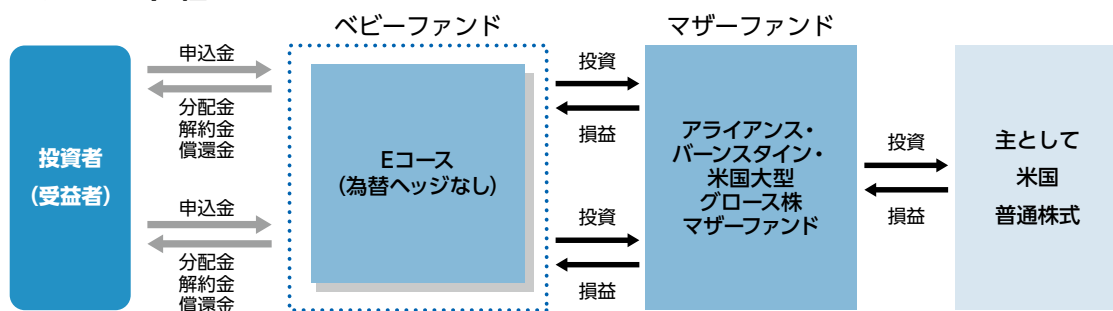 ベビーファンド
マザーファンド
投資者
(受益者)
申込金
分配金
解約金
償還金
申込金
分配金
解約金
償還金
Eコース
(為替ヘッジなし)
投資
損益
投資
損益
アライアンス・
バーンスタイン・
米国大型
グロース株
マザーファンド
投資
損益
主として
米国
普通株式